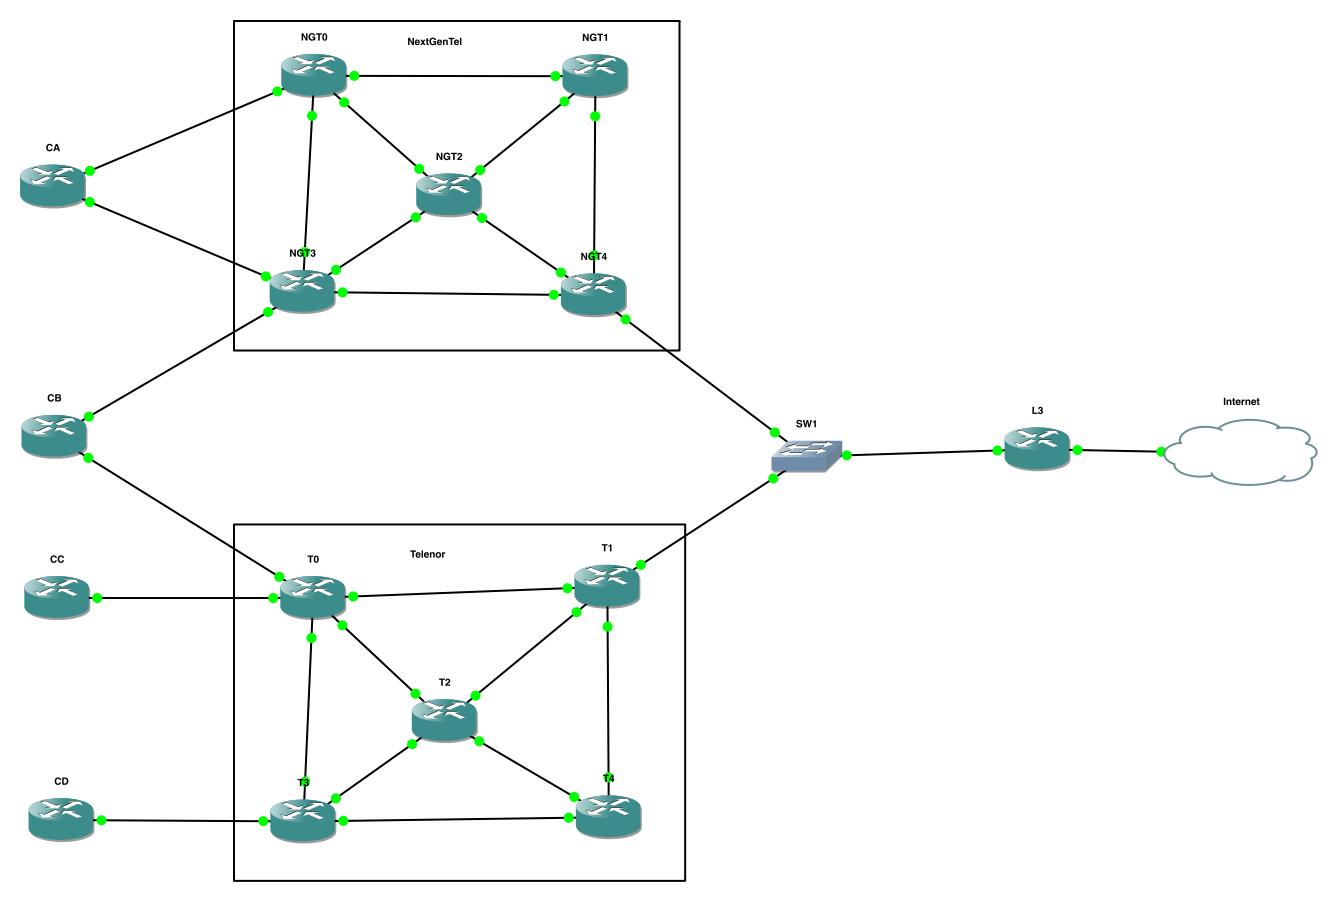 NGT0
NextGenTel
NGT1
CA
NGT2
NGT3
NGT4
CB
Internet
L3
SW1
T1
Telenor
T0
CC
T2
T4
T3
CD